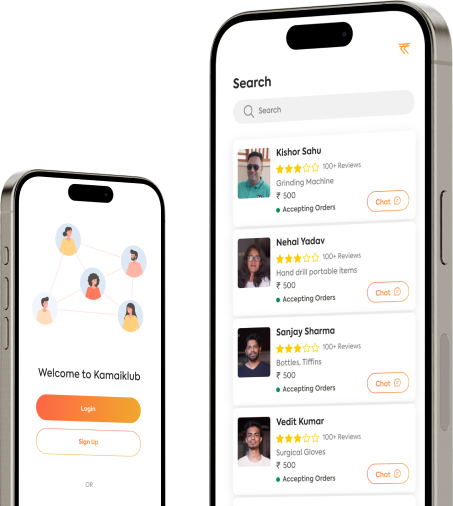 Search
Search
Kishor Sahu
100+ Reviews
Grinding Machine
₹ 500
Accepting Orders
Chat
Nehal Yadav
100+ Reviews
Hand drill portable items
₹ 500
Accepting Orders
Chat
Sanjay Sharma
100+ Reviews
Bottles, Tiffins
₹ 500
Accepting Orders
Chat
Vedit Kumar
100+ Reviews
Surgical Gloves
₹ 500
Accepting Orders
Chat
Welcome to Kamaiklub
Login
Sign Up
OR